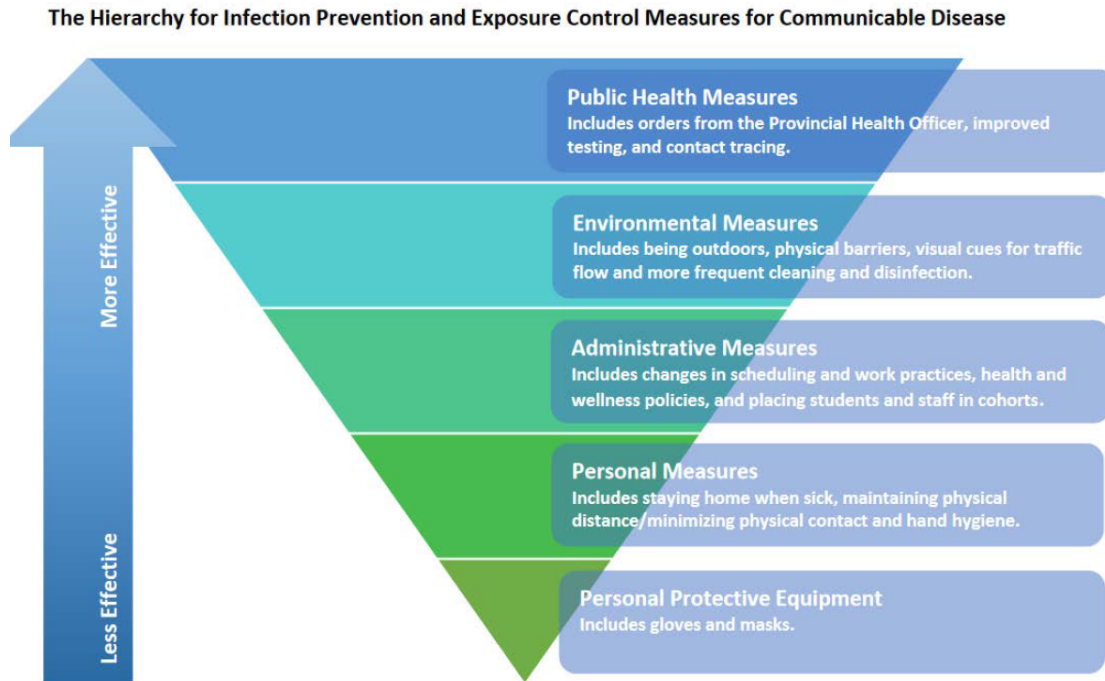 The Hierarchy for Infection Prevention and Exposure Control Measures for Communicable Disease
More Effective
Less Effective
Public Health Measures
Includes orders from the Provincial Health Officer, improved
testing, and contact tracing.
Environmental Measures
Includes being outdoors, physical barriers, visual cues for traffic
flow and more frequent cleaning and disinfection.
Administrative Measures
Includes changes in scheduling and work practices, health and
wellness policies, and placing students and staff in cohorts.
Personal Measures
Includes staying home when sick, maintaining physical
distance/minimizing physical contact and hand hygiene.
Personal Protective Equipment
Includes gloves and masks.